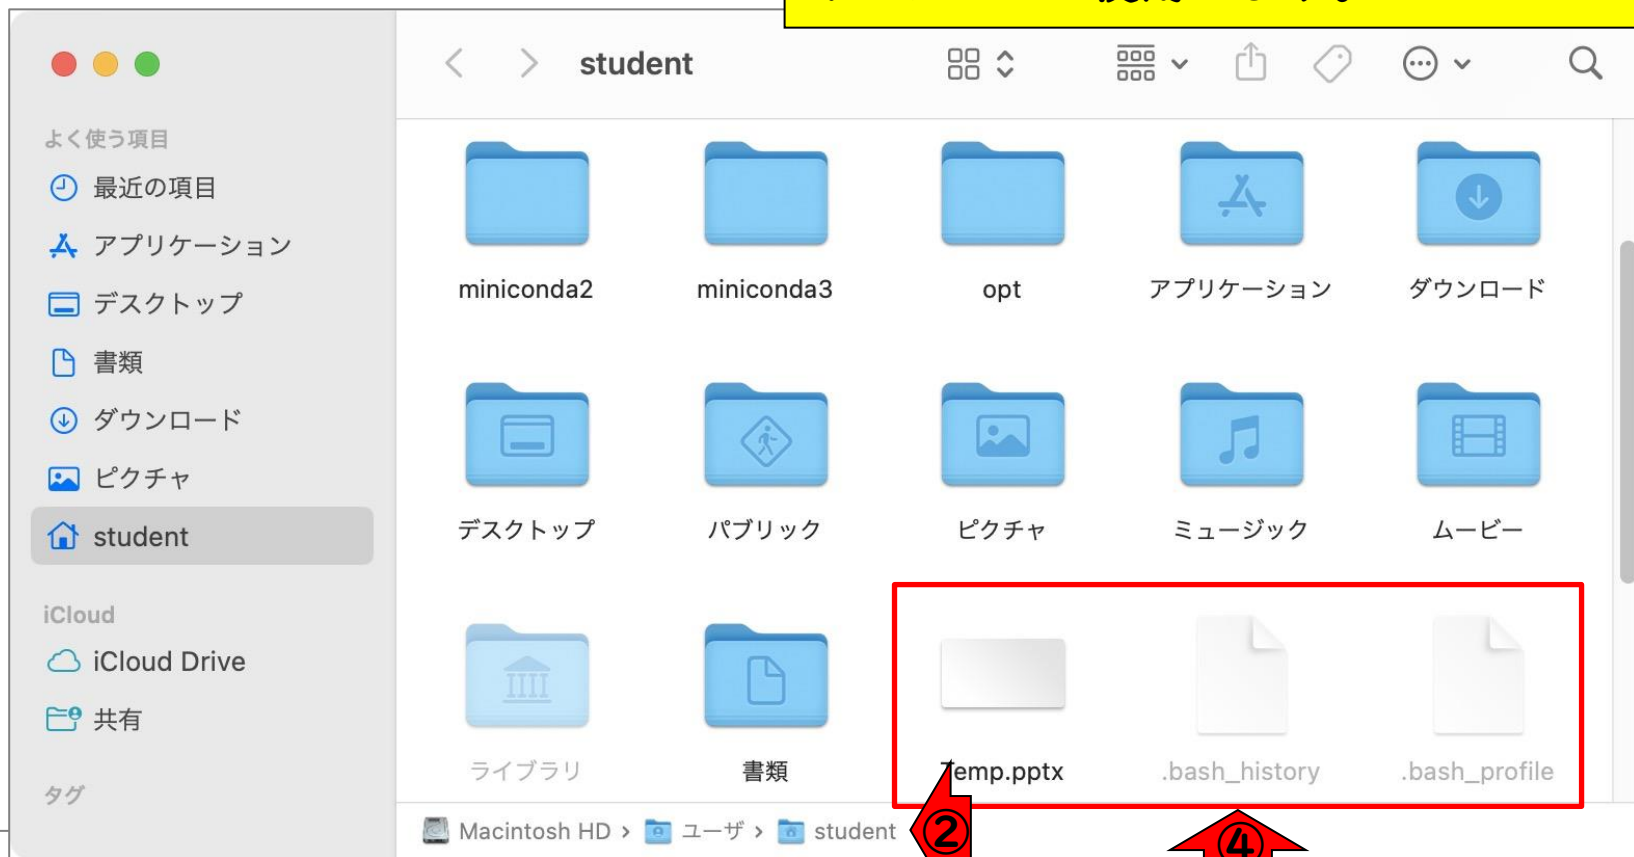 student
よく使う項目
最近の項目
アプリケーション
デスクトップ
書類
ダウンロード
ピクチャ
student
iCloud
iCloud Drive
共有
タグ
miniconda2 miniconda3 opt アプリケーション ダウンロード
デスクトップ パブリック ピクチャ ミュージック ムービー
ライブラリ 書類 Temp.pptx .bash_history .bash_profile
Macintosh HD › ユーザ › student
②
④